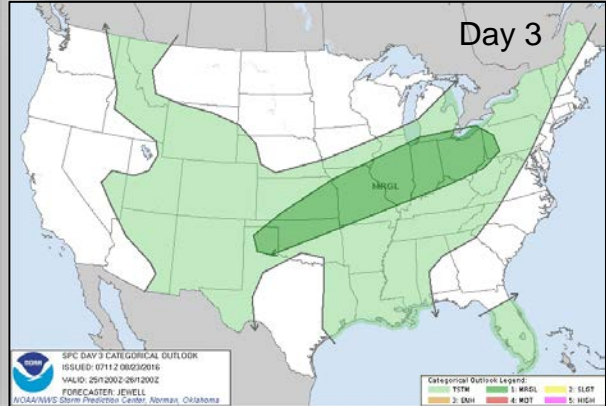 Day 3
MRGL
NOAA
SPC DAY 3 CATEGORICAL OUTLOOK
ISSUED: 0711Z 08/23/2016
VALID: 25/1200Z-26/1200Z
FORECASTER: JEWELL
NOAA/NWS Storm Prediction Center, Norman, Oklahoma
Categorical Outlook Legend:
TSTM 1: MRGL 2: SLGT
3: ENH 4: MDT 5: HIGH